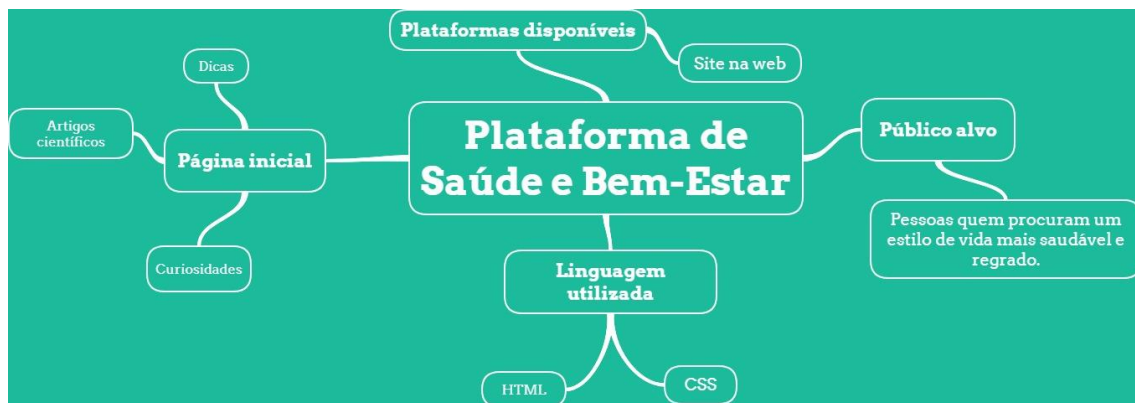 Plataformas disponíveis
Site na web
Dicas
Artigos
científicos
Página inicial
Curiosidades
Plataforma de
Saúde e Bem-Estar
Público alvo
Pessoas quem procuram um
estilo de vida mais saudável e
regrado.
Linguagem
utilizada
HTML
CSS